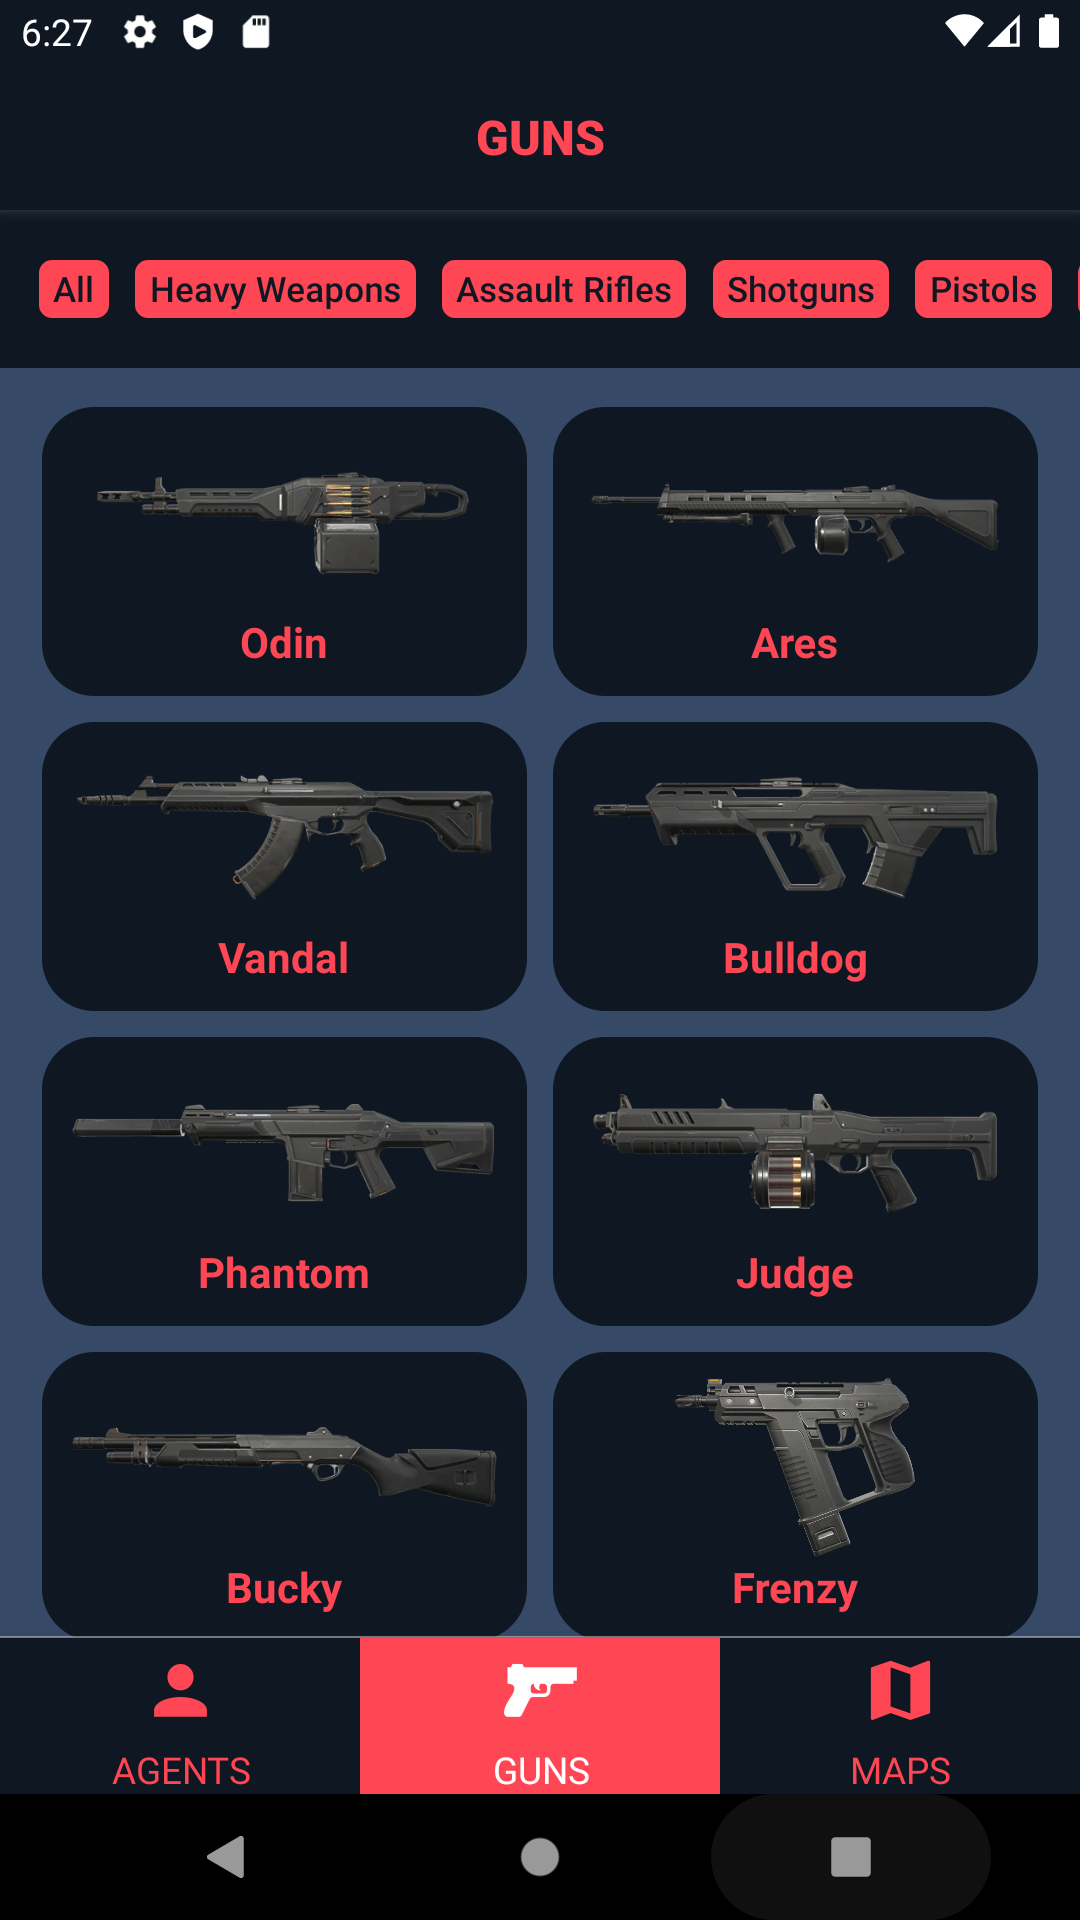 6:27
GUNS
All Heavy Weapons Assault Rifles Shotguns Pistols
Odin Ares
Vandal Bulldog
Phantom Judge
Bucky Frenzy
AGENTS GUNS MAPS